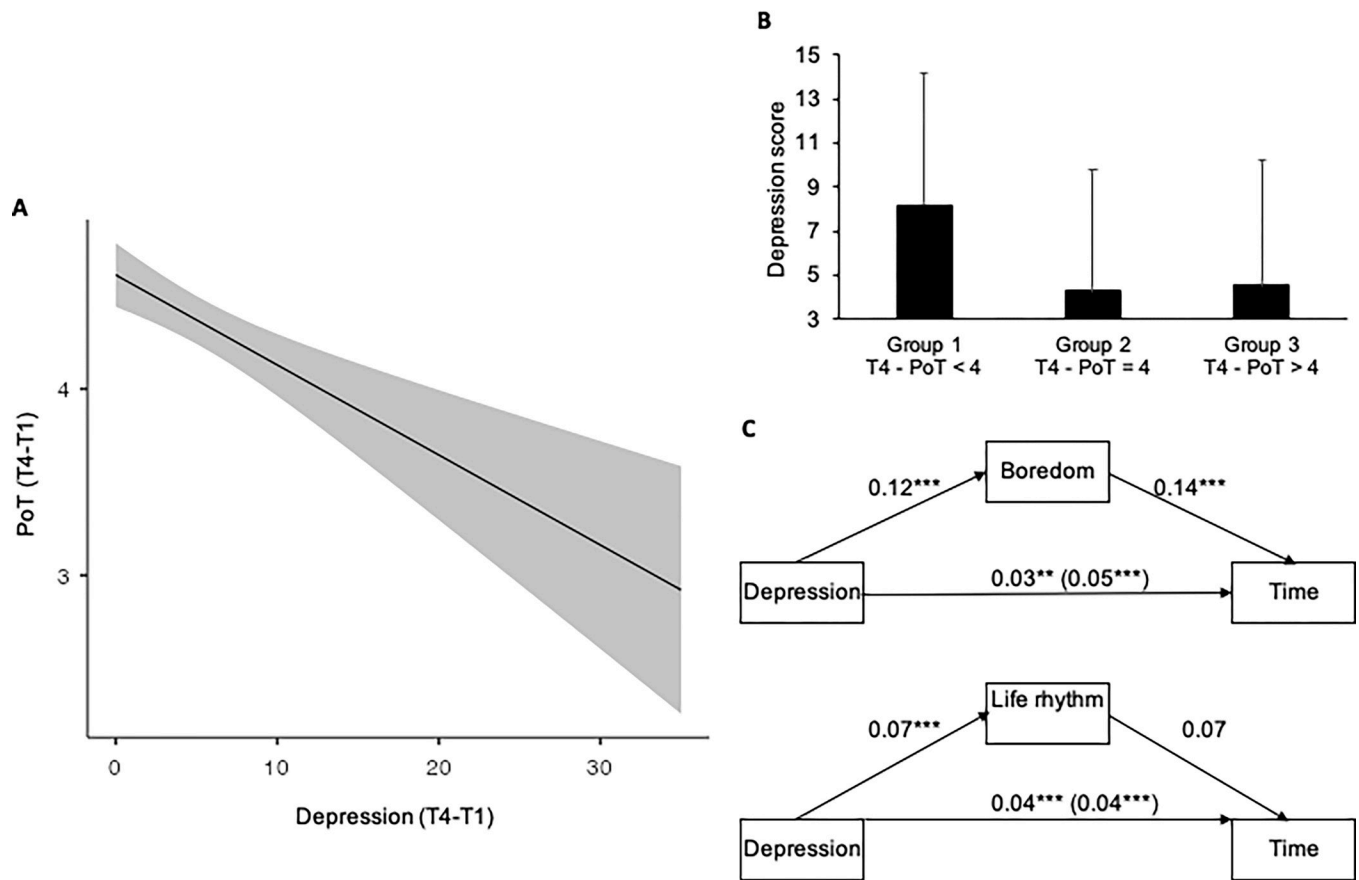 A
PoT (T4-T1)
4
3
0
10
20
30
Depression (T4-T1)
B
Depression score
15
13
11
9
7
5
3
Group 1
T4 - PoT < 4
Group 2
T4 - PoT = 4
Group 3
T4 - PoT > 4
C
Boredom
0.12***
0.14***
0.03** (0.05***)
Depression
Time
Life rhythm
0.07***
0.07
0.04*** (0.04***)
Depression
Time